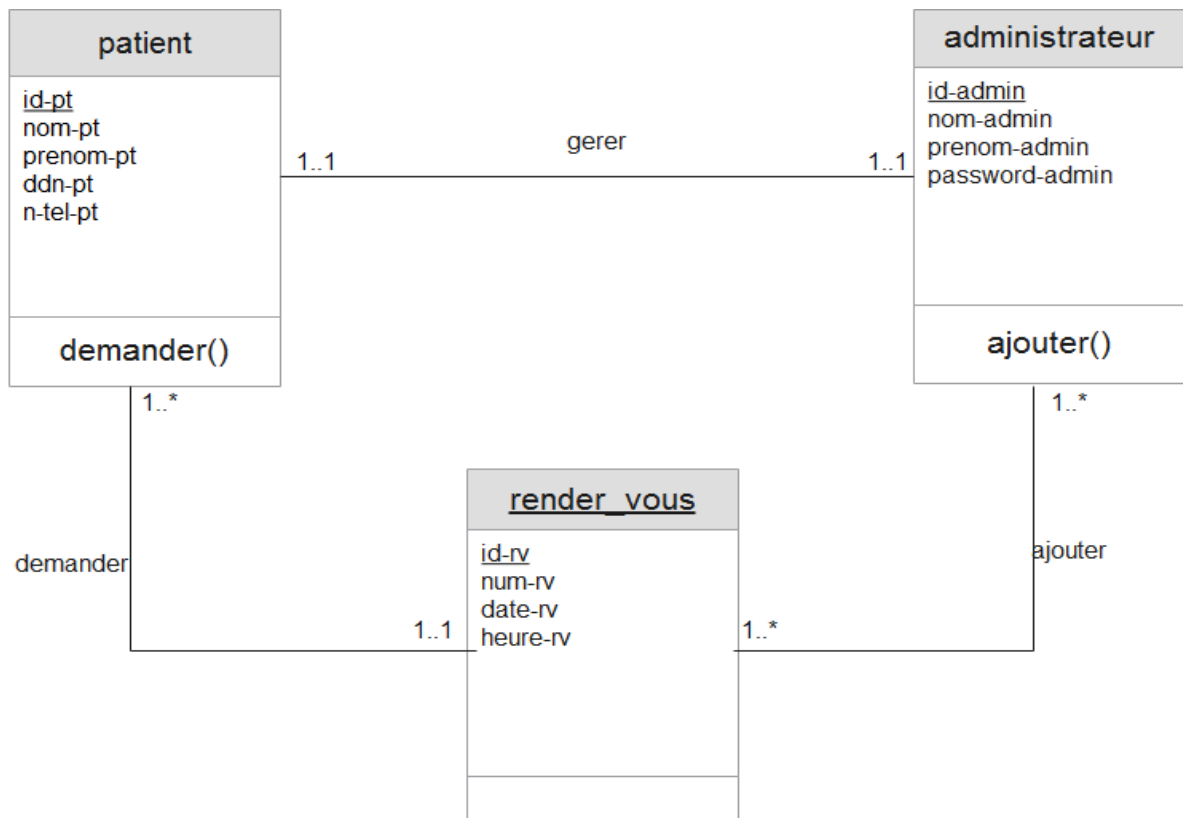 patient
id-pt
nom-pt
prenom-pt
ddn-pt
n-tel-pt
demander()
1..1
gerer
1..1
administrateur
id-admin
nom-admin
prenom-admin
password-admin
ajouter()
1..*
1..*
demander
1..1
render_vous
id-rv
num-rv
date-rv
heure-rv
1..*
ajouter